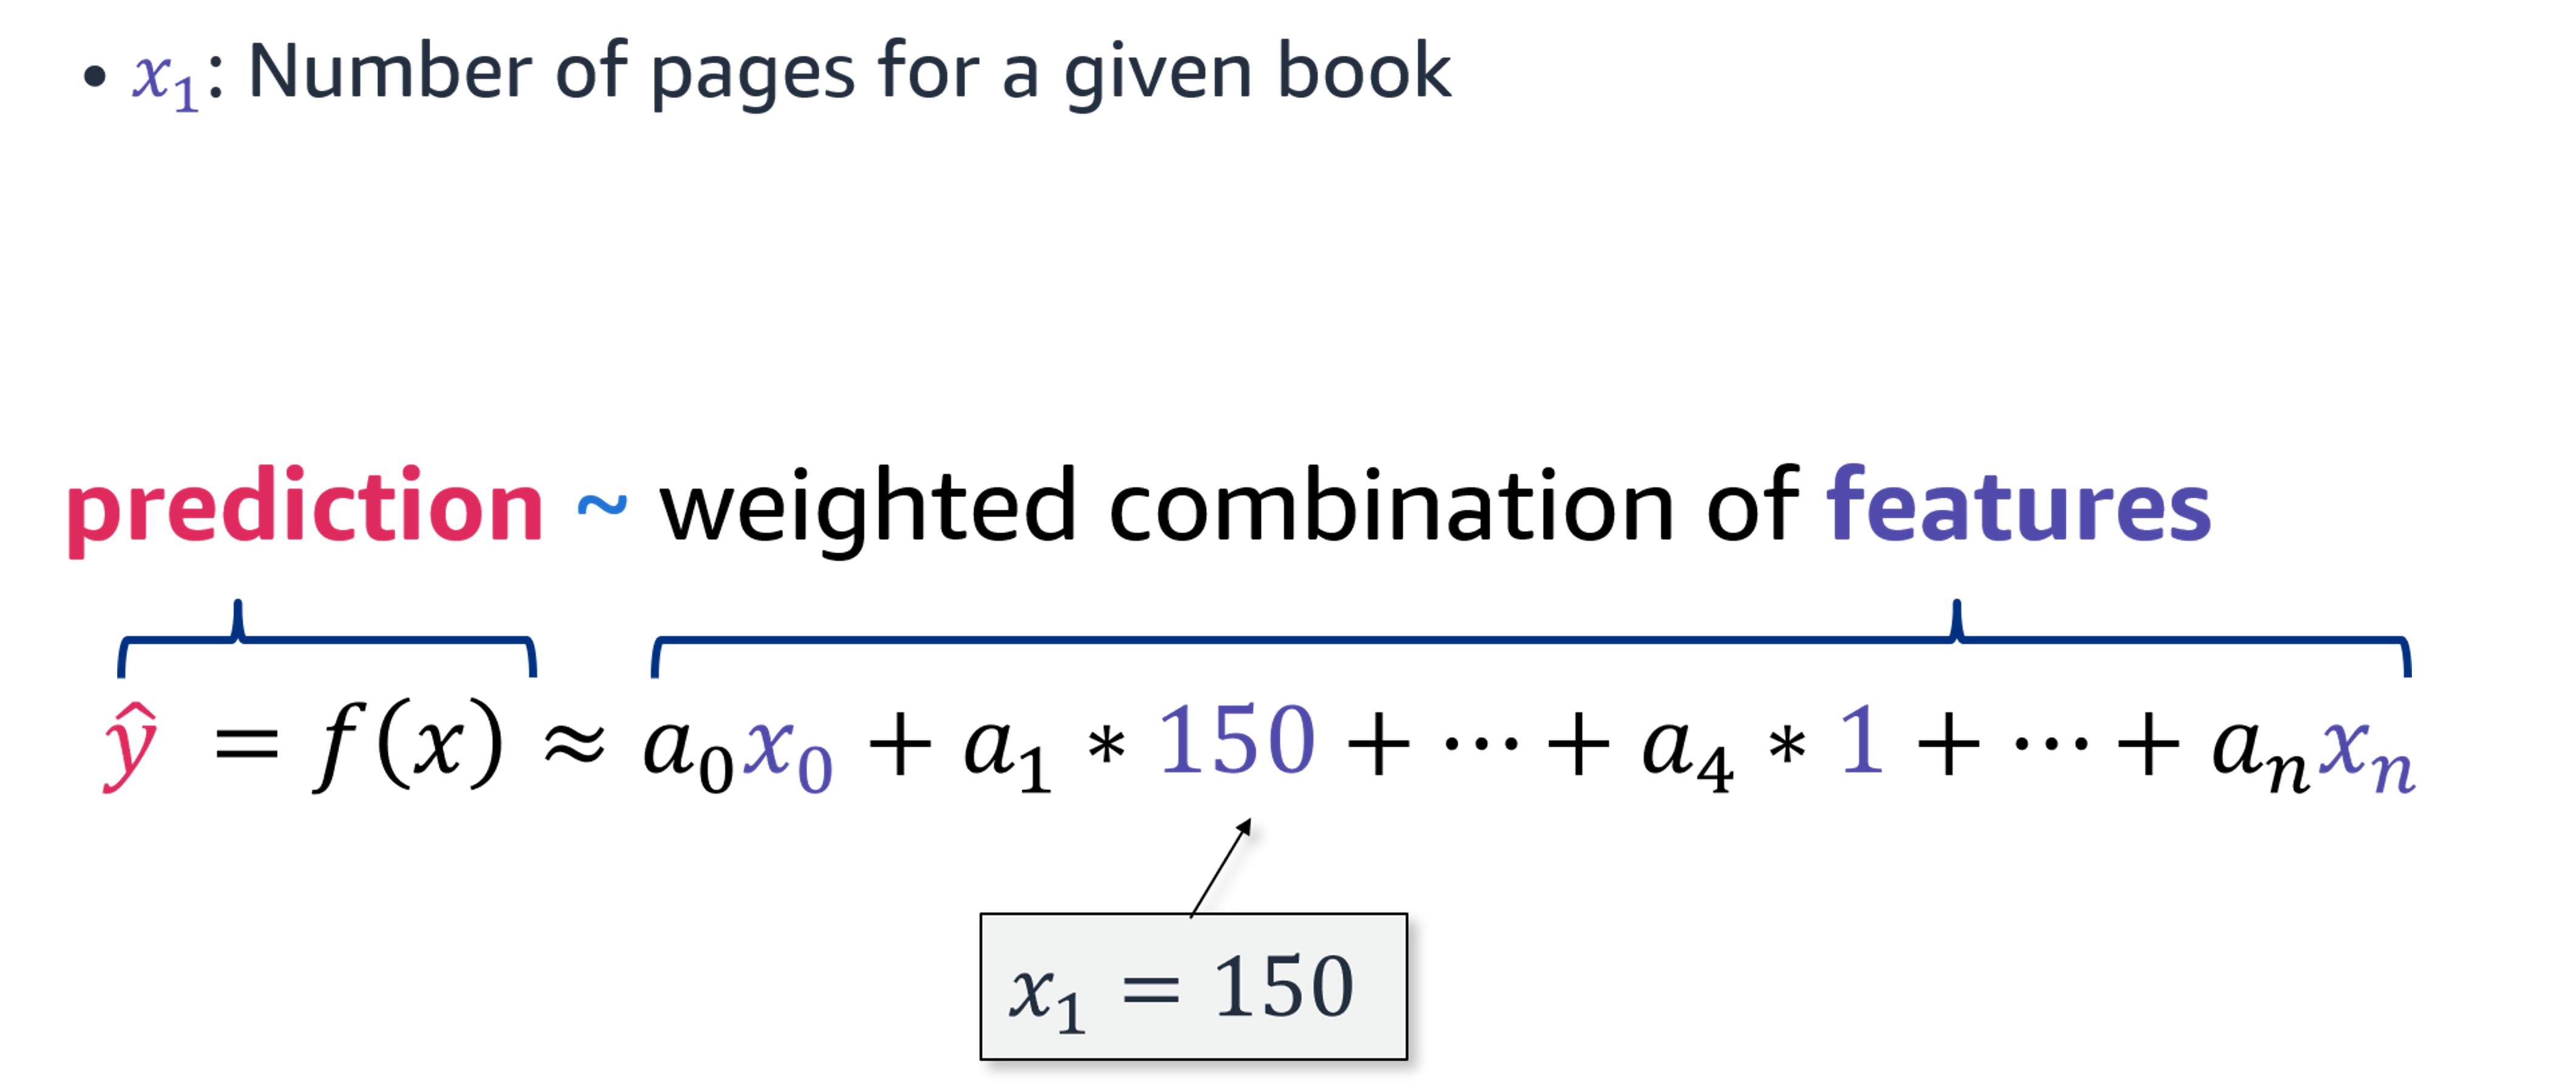 • x₁: Number of pages for a given book
prediction ~ weighted combination of features
ŷ = f(x) ≈ a₀x₀ + a₁ * 150 + ⋯ + a₄ * 1 + ⋯ + aₙxₙ
x₁ = 150